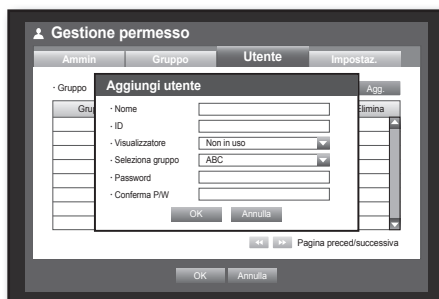 Gestione permesso
Ammin Gruppo Utente Impostaz.
· Gruppo Agg.
Elimina
Aggiungi utente
· Nome
· ID
· Visualizzatore Non in uso
· Seleziona gruppo ABC
· Password
· Conferma P/W
OK Annulla
Pagina preced/successiva
OK Annulla